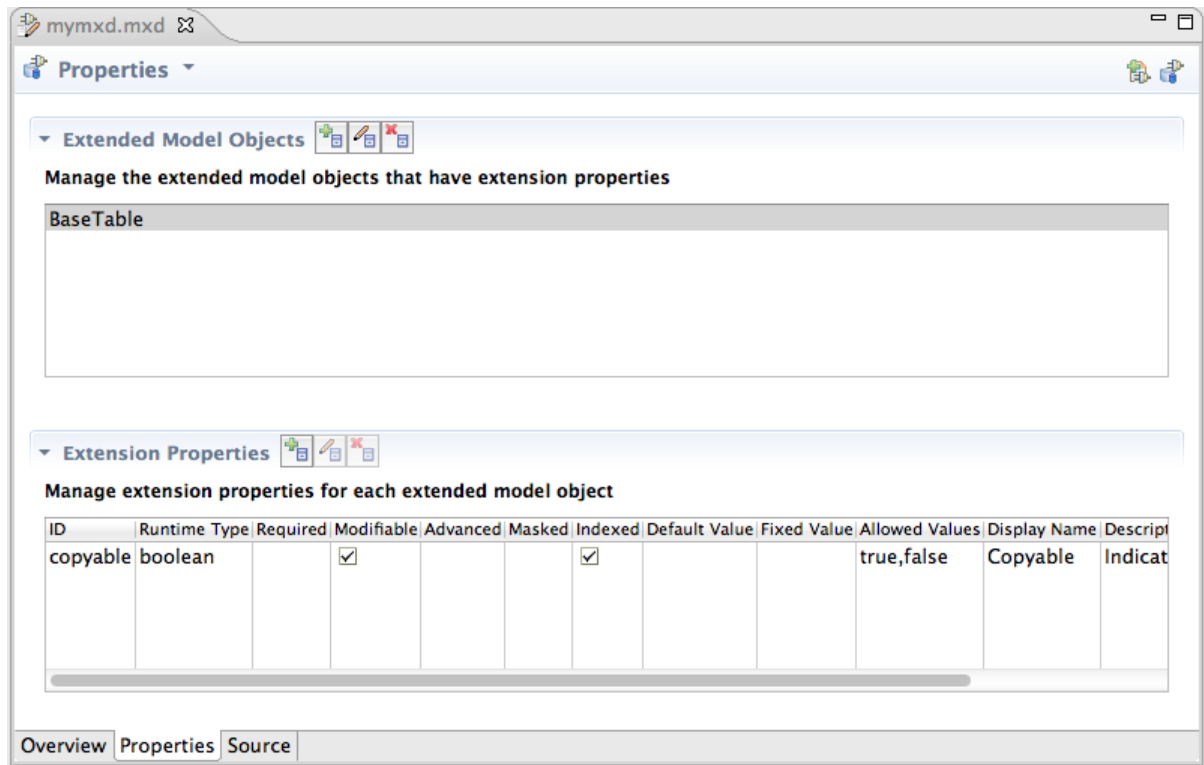 mymxd.mxd
Properties
Extended Model Objects
Manage the extended model objects that have extension properties
BaseTable
Extension Properties
Manage extension properties for each extended model object
ID Runtime Type Required Modifiable Advanced Masked Indexed Default Value Fixed Value Allowed Values Display Name Descript
copyable boolean true,false Copyable Indicat
Overview Properties Source